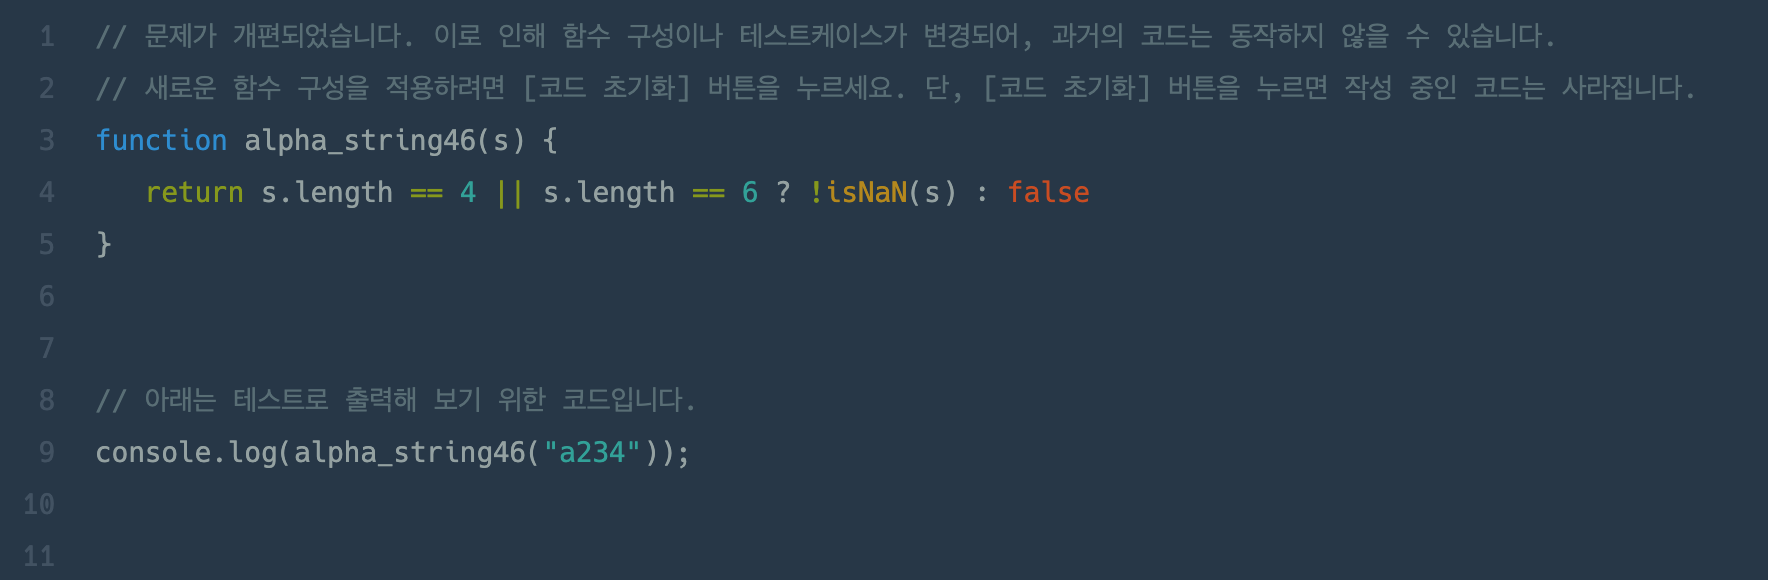 1 // 문제가 개편되었습니다. 이로 인해 함수 구성이나 테스트케이스가 변경되어, 과거의 코드는 동작하지 않을 수 있습니다.
2 // 새로운 함수 구성을 적용하려면 [코드 초기화] 버튼을 누르세요. 단, [코드 초기화] 버튼을 누르면 작성 중인 코드는 사라집니다.
3 function alpha_string46(s) {
4 return s.length == 4 || s.length == 6 ? !isNaN(s) : false
5 }
6
7
8 // 아래는 테스트로 출력해 보기 위한 코드입니다.
9 console.log(alpha_string46("a234"));
10
11